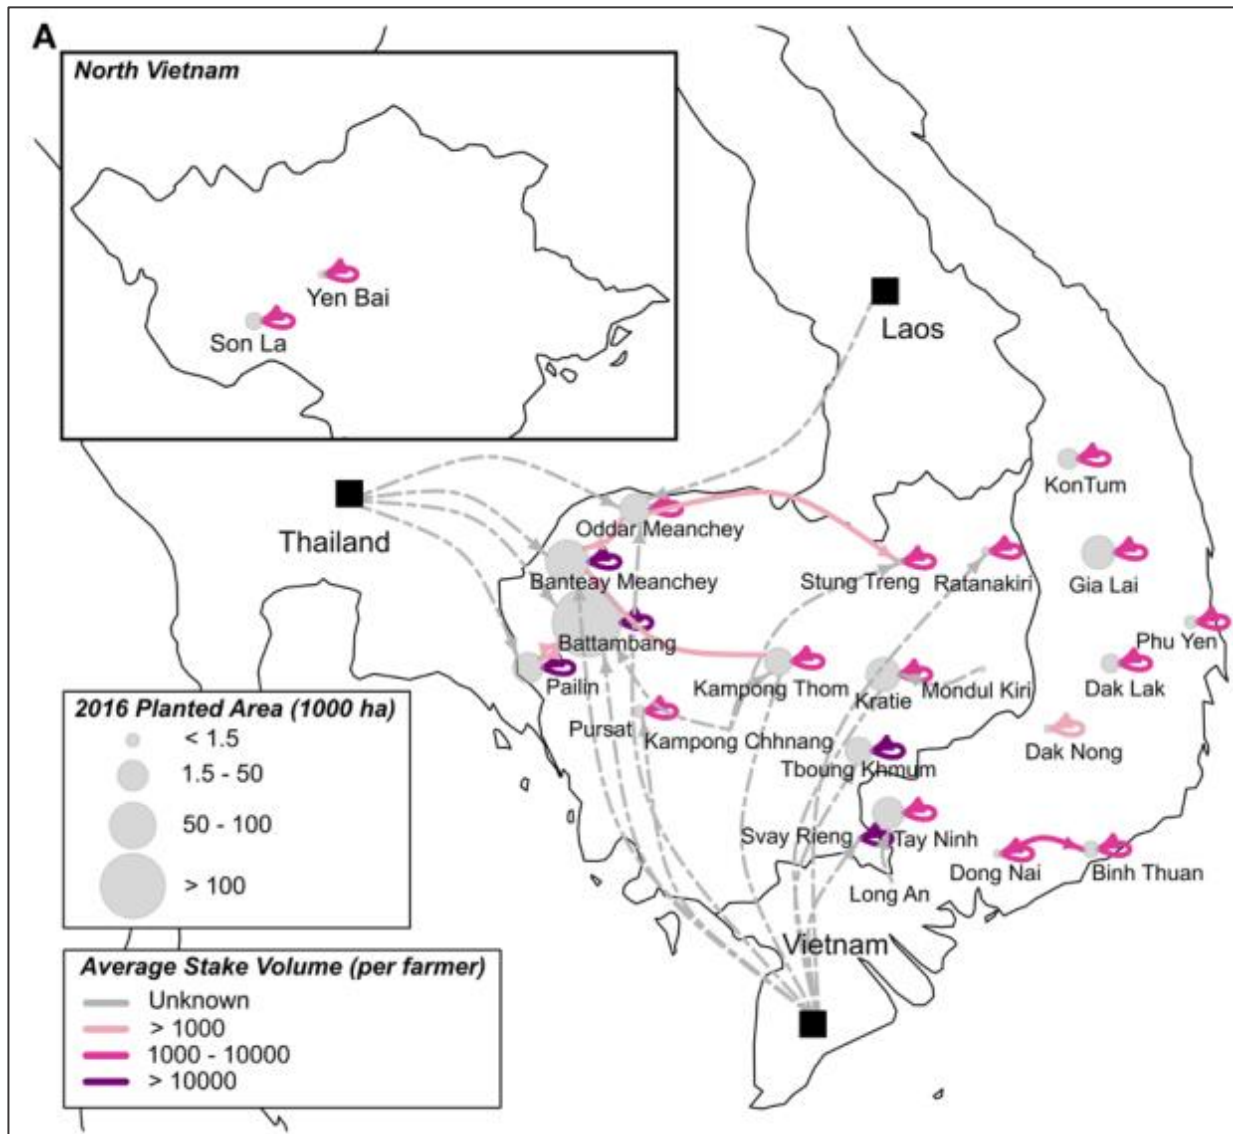 A
North Vietnam
Yen Bai
Son La
Laos
Thailand
KonTum
Oddar Meanchey
Banteay Meanchey
Stung Treng
Ratanakiri
Gia Lai
Phu Yen
Battambang
Pailin
Kampong Thom
Kratie
Mondul Kiri
Dak Lak
Pursat
Kampong Chhnang
Dak Nong
Tboung Khmum
Svay Rieng
Tay Ninh
Dong Nai
Binh Thuan
Long An
Vietnam
2016 Planted Area (1000 ha)
< 1.5
1.5 - 50
50 - 100
> 100
Average Stake Volume (per farmer)
Unknown
> 1000
1000 - 10000
> 10000